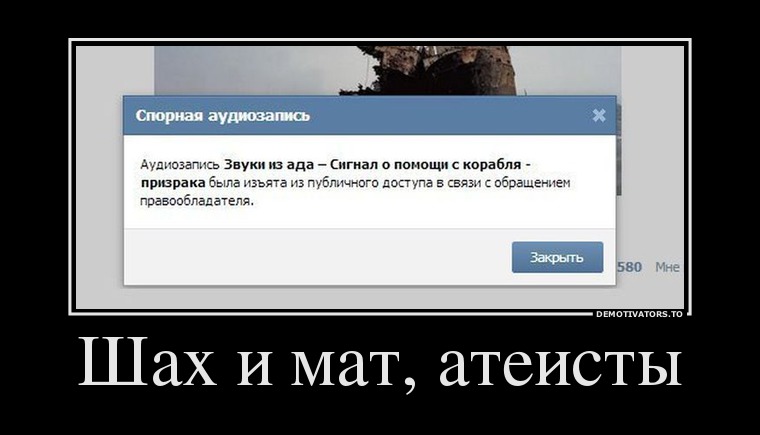 Спорная аудиозапись
Аудиозапись Звуки из ада – Сигнал о помощи с корабля -
призрака была изъята из публичного доступа в связи с обращением
правообладателя.
Закрыть
580 Мне
DEMOTIVATORS.TO
Шах и мат, атеисты